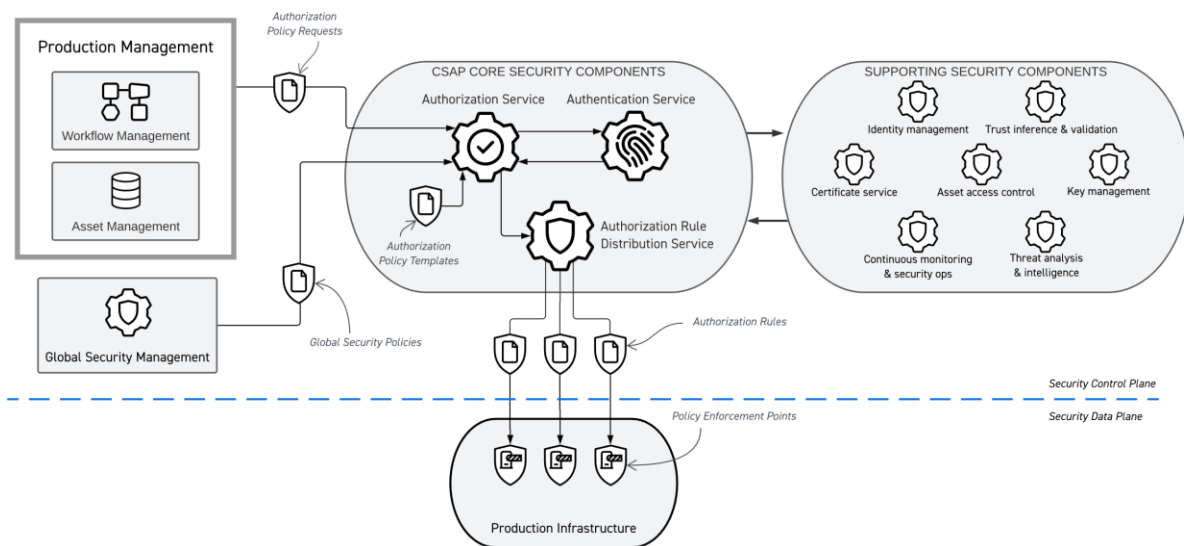 Authorization
Policy Requests
Production Management
Workflow Management
Asset Management
Global Security Management
Global Security Policies
CSAP CORE SECURITY COMPONENTS
Authorization Service
Authentication Service
Authorization
Policy Templates
Authorization Rule
Distribution Service
Authorization Rules
SUPPORTING SECURITY COMPONENTS
Identity management
Trust inference & validation
Certificate service
Asset access control
Key management
Continuous monitoring
& security ops
Threat analysis
& intelligence
Security Control Plane
Security Data Plane
Policy Enforcement Points
Production Infrastructure